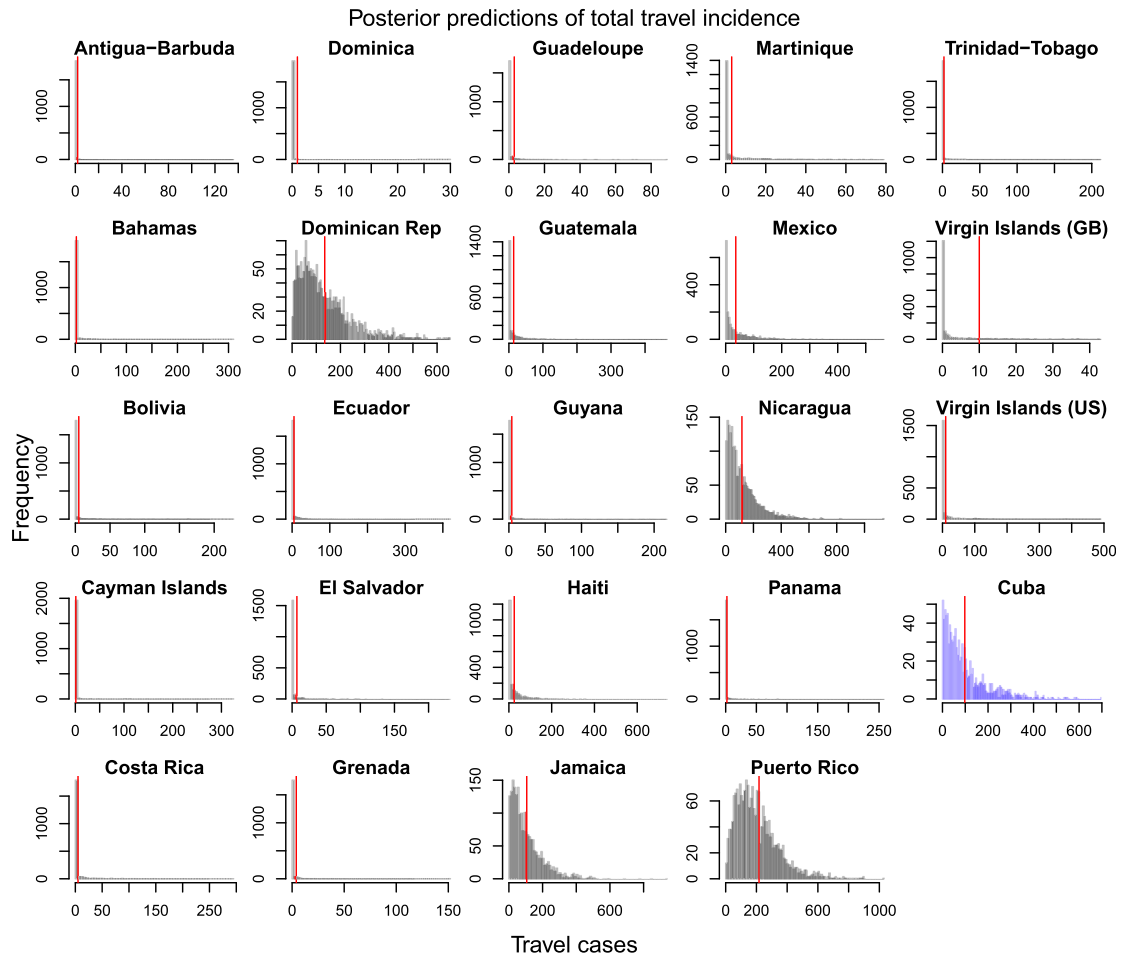 Posterior predictions of total travel incidence
Antigua−Barbuda
Dominica
Guadeloupe
Martinique
Trinidad−Tobago
0 1000
0 40 80 120
0 1000
0 5 10 20 30
0 1000
0 20 40 60 80
0 600 1400
0 20 40 60 80
0 1000
0 50 100 200
Bahamas
Dominican Rep
Guatemala
Mexico
Virgin Islands (GB)
0 1000
0 100 200 300
0 20 50
0 200 400 600
0 600 1400
0 100 300
0 400
0 100 300
0 400 1000
0 10 20 30 40
Bolivia
Ecuador
Guyana
Nicaragua
Virgin Islands (US)
0 1000
0 50 100 200
0 1000
0 100 300
0 1000
0 50 100 200
0 50 150
0 400 800
0 500 1500
0 100 300 500
Cayman Islands
El Salvador
Haiti
Panama
Cuba
0 1000 2000
0 100 200 300
0 500 1500
0 50 150
0 400 1000
0 200 400 600
0 1000
0 50 150 250
0 20 40
0 200 400 600
Costa Rica
Grenada
Jamaica
Puerto Rico
0 1000
0 50 150 250
0 1000
0 50 100 150
0 50 150
0 200 600
0 20 60
0 200 600 1000
Frequency
Travel cases